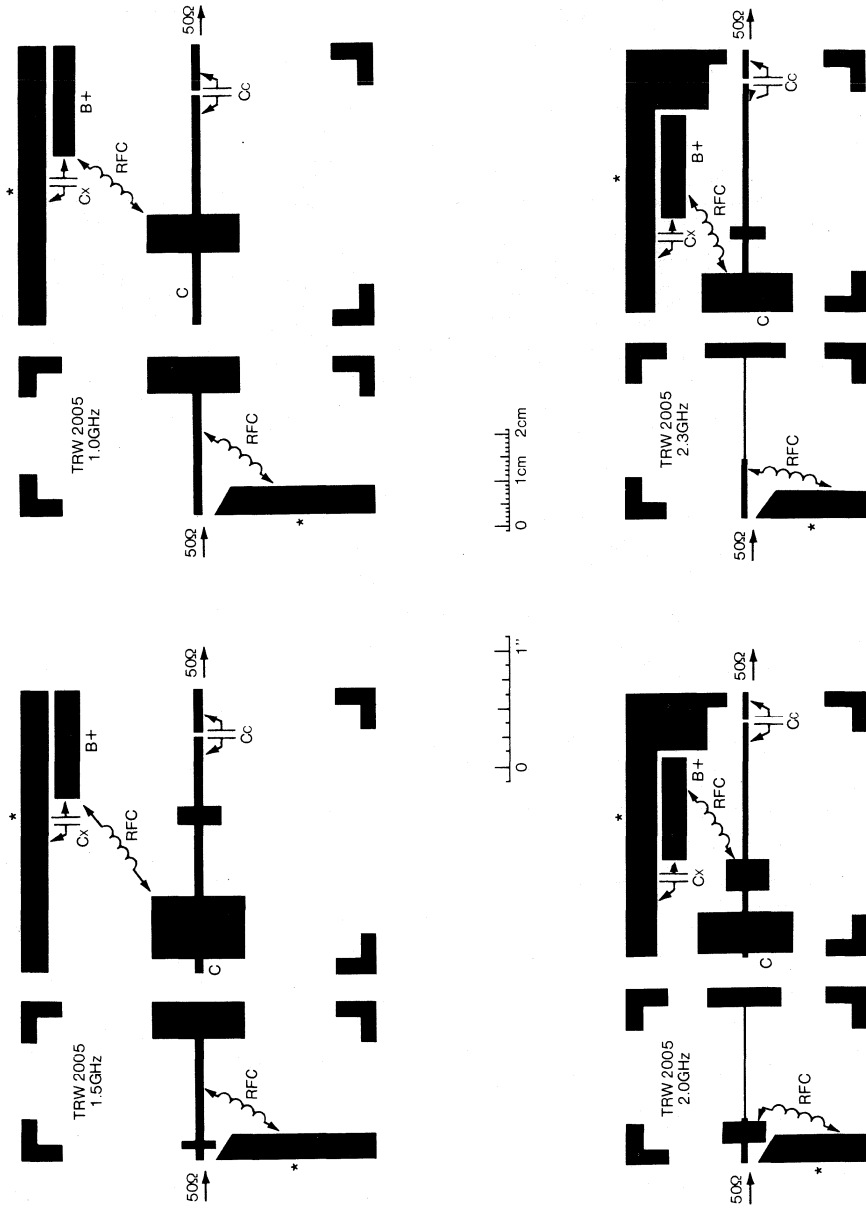 50Ω
TRW 2005
1.5GHz
RFC
*
*
B+
Cx
RFC
C
Cc
50Ω
50Ω
TRW 2005
1.0GHz
RFC
*
*
B+
Cx
RFC
C
Cc
50Ω
0
1"
0
1cm
2cm
50Ω
TRW 2005
2.0GHz
RFC
*
*
B+
Cx
RFC
C
Cc
50Ω
50Ω
TRW 2005
2.3GHz
RFC
*
*
B+
Cx
RFC
C
Cc
50Ω